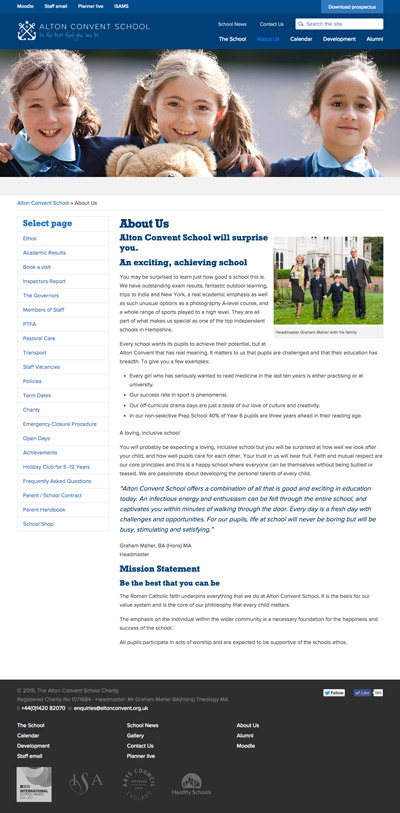 Moodle Staff email Planner live ISAMS Download prospectus
ALTON CONVENT SCHOOL
be the best that you can be
School News Contact Us Search the site
The School About Us Calendar Development Alumni
Alton Convent School » About Us
Select page
Ethos
Academic Results
Book a visit
Inspectors Report
The Governors
Members of Staff
PTFA
Pastoral Care
Transport
Staff Vacancies
Policies
Term Dates
Charity
Emergency Closure Procedure
Open Days
Achievements
Holiday Club for 5 -12 Years
Frequently Asked Questions
Parent / School Contract
Parent Handbook
School Shop
About Us
Alton Convent School will surprise
you.
An exciting, achieving school
You may be surprised to learn just how good a school this is.
We have outstanding exam results, fantastic outdoor learning,
trips to India and New York, a real academic emphasis as well
as such unusual options as a photography A-level course, and
a whole range of sports played to a high level. They are all
part of what makes us special as one of the top independent
schools in Hampshire.
Headmaster Graham Maher with his family
Every school wants its pupils to achieve their potential, but at
Alton Convent that has real meaning. It matters to us that pupils are challenged and that their education has
breadth. To give you a few examples:
• Every girl who has seriously wanted to read medicine in the last ten years is either practising or at
university.
• Our success rate in sport is phenomenal.
• Our off-curricula drama days are just a taste of our love of culture and creativity.
• In our non-selective Prep School 40% of Year 6 pupils are three years ahead in their reading age.
A loving, inclusive school
You will probably be expecting a loving, inclusive school but you will be surprised at how well we look after
your child, and how well pupils care for each other. Your trust in us will bear fruit. Faith and mutual respect are
our core principles and this is a happy school where everyone can be themselves without being bullied or
teased. We are passionate about developing the personal talents of every child.
"Alton Convent School offers a combination of all that is good and exciting in education
today. An infectious energy and enthusiasm can be felt through the entire school, and
captivates you within minutes of walking through the door. Every day is a fresh day with
challenges and opportunities. For our pupils, life at school will never be boring but will be
busy, stimulating and satisfying."
Graham Maher, BA (Hons) MA
Headmaster
Mission Statement
Be the best that you can be
The Roman Catholic faith underpins everything that we do at Alton Convent School. It is the basis for our
value system and is the core of our philosophy that every child matters.
The emphasis on the individual within the wider community is a necessary foundation for the happiness and
success of the school.
All pupils participate in acts of worship and are expected to be supportive of the schools ethos.
© 2015, The Alton Convent School Charity
Registered Charity No 1071684 - Headmaster: Mr Graham Maher BA(Hons) Theology MA
t: +44(0)1420 82070 e: enquiries@altonconvent.org.uk
Follow Like
The School School News About Us
Calendar Gallery Alumni
Development Contact Us Moodle
Staff email Planner live
INTERNATIONAL
ISA
ARTS COUNCIL
ENGLAND
Healthy Schools